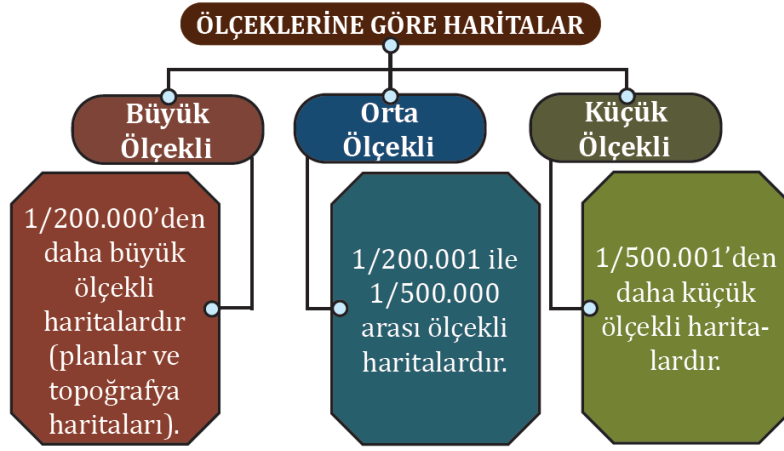 ÖLÇEKLERİNE GÖRE HARİTALAR
Büyük
Ölçekli
1/200.000’den
daha büyük
ölçekli
haritalardır
(planlar ve
topoğrafya
haritaları).
Orta
Ölçekli
1/200.001 ile
1/500.000
arası ölçekli
haritalardır.
Küçük
Ölçekli
1/500.001’den
daha küçük
ölçekli harita-
lardır.